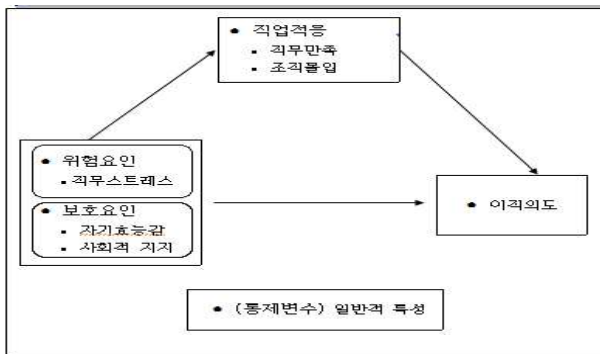 • 직업적응
▪ 직무만족
▪ 조직몰입
• 위험요인
▪ 직무스트레스
• 보호요인
▪ 자기효능감
▪ 사회적 지지
• 이직의도
• (통제변수) 일반적 특성